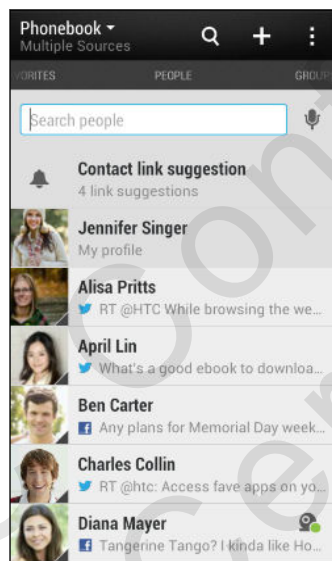 Phonebook
Multiple Sources
VORITES PEOPLE GROUP
Search people
Contact link suggestion
4 link suggestions
Jennifer Singer
My profile
Alisa Pritts
RT @HTC While browsing the we...
April Lin
What's a good ebook to downloa...
Ben Carter
Any plans for Memorial Day week...
Charles Collin
RT @htc: Access fave apps on yo...
Diana Mayer
Tangerine Tango? I kinda like Ho...